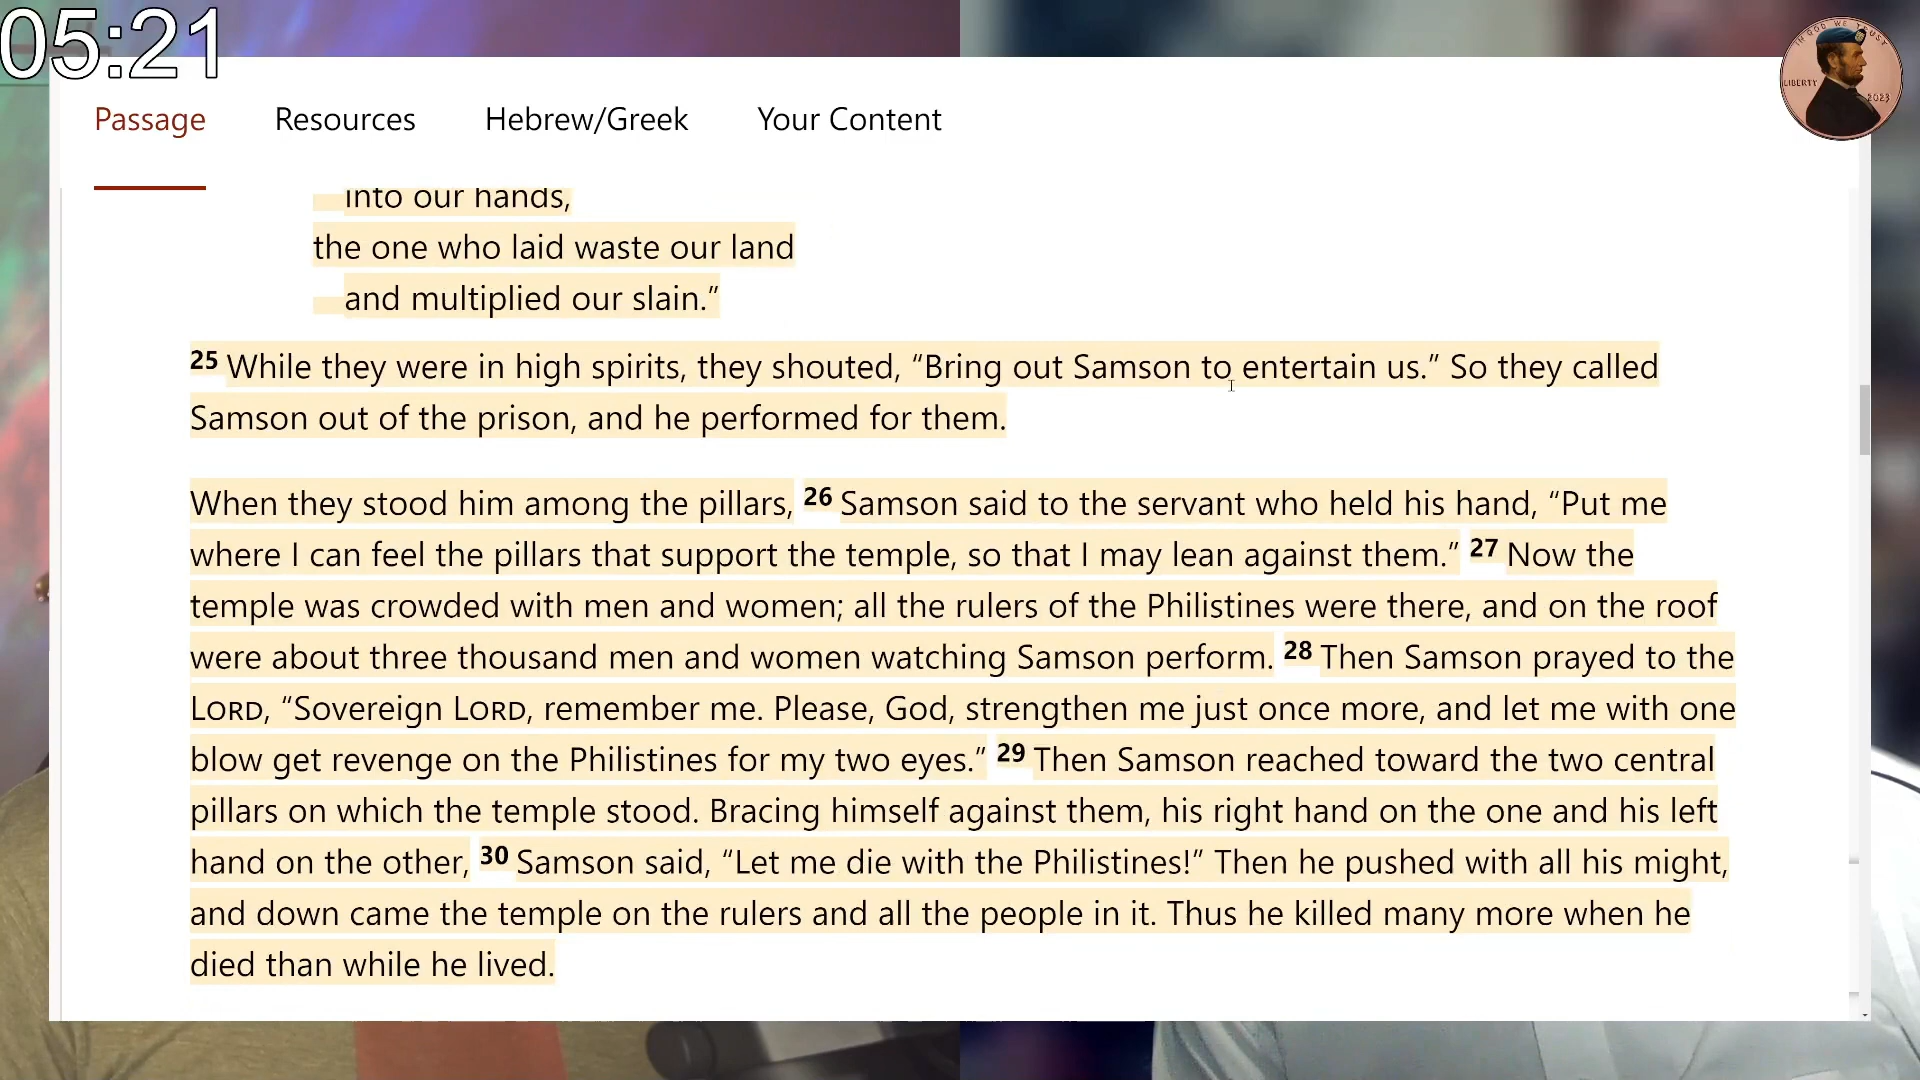 05:21
IN GOD WE TRUST
LIBERTY
2023
Passage Resources Hebrew/Greek Your Content
into our hands,
the one who laid waste our land
and multiplied our slain.”
25 While they were in high spirits, they shouted, “Bring out Samson to entertain us.” So they called
Samson out of the prison, and he performed for them.
When they stood him among the pillars, 26 Samson said to the servant who held his hand, “Put me
where I can feel the pillars that support the temple, so that I may lean against them.” 27 Now the
temple was crowded with men and women; all the rulers of the Philistines were there, and on the roof
were about three thousand men and women watching Samson perform. 28 Then Samson prayed to the
LORD, “Sovereign LORD, remember me. Please, God, strengthen me just once more, and let me with one
blow get revenge on the Philistines for my two eyes.” 29 Then Samson reached toward the two central
pillars on which the temple stood. Bracing himself against them, his right hand on the one and his left
hand on the other, 30 Samson said, “Let me die with the Philistines!” Then he pushed with all his might,
and down came the temple on the rulers and all the people in it. Thus he killed many more when he
died than while he lived.